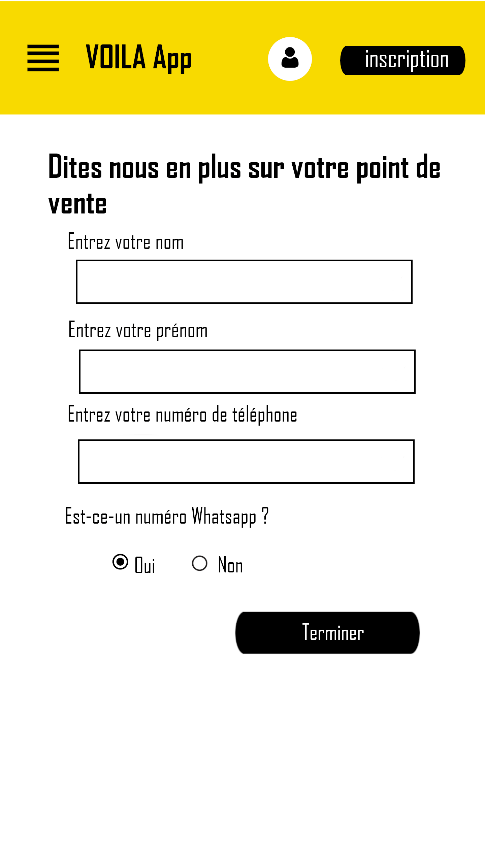 VOILA App
inscription
Dites nous en plus sur votre point de
vente
Entrez votre nom
Entrez votre prénom
Entrez votre numéro de téléphone
Est-ce-un numéro Whatsapp ?
Oui Non
Terminer